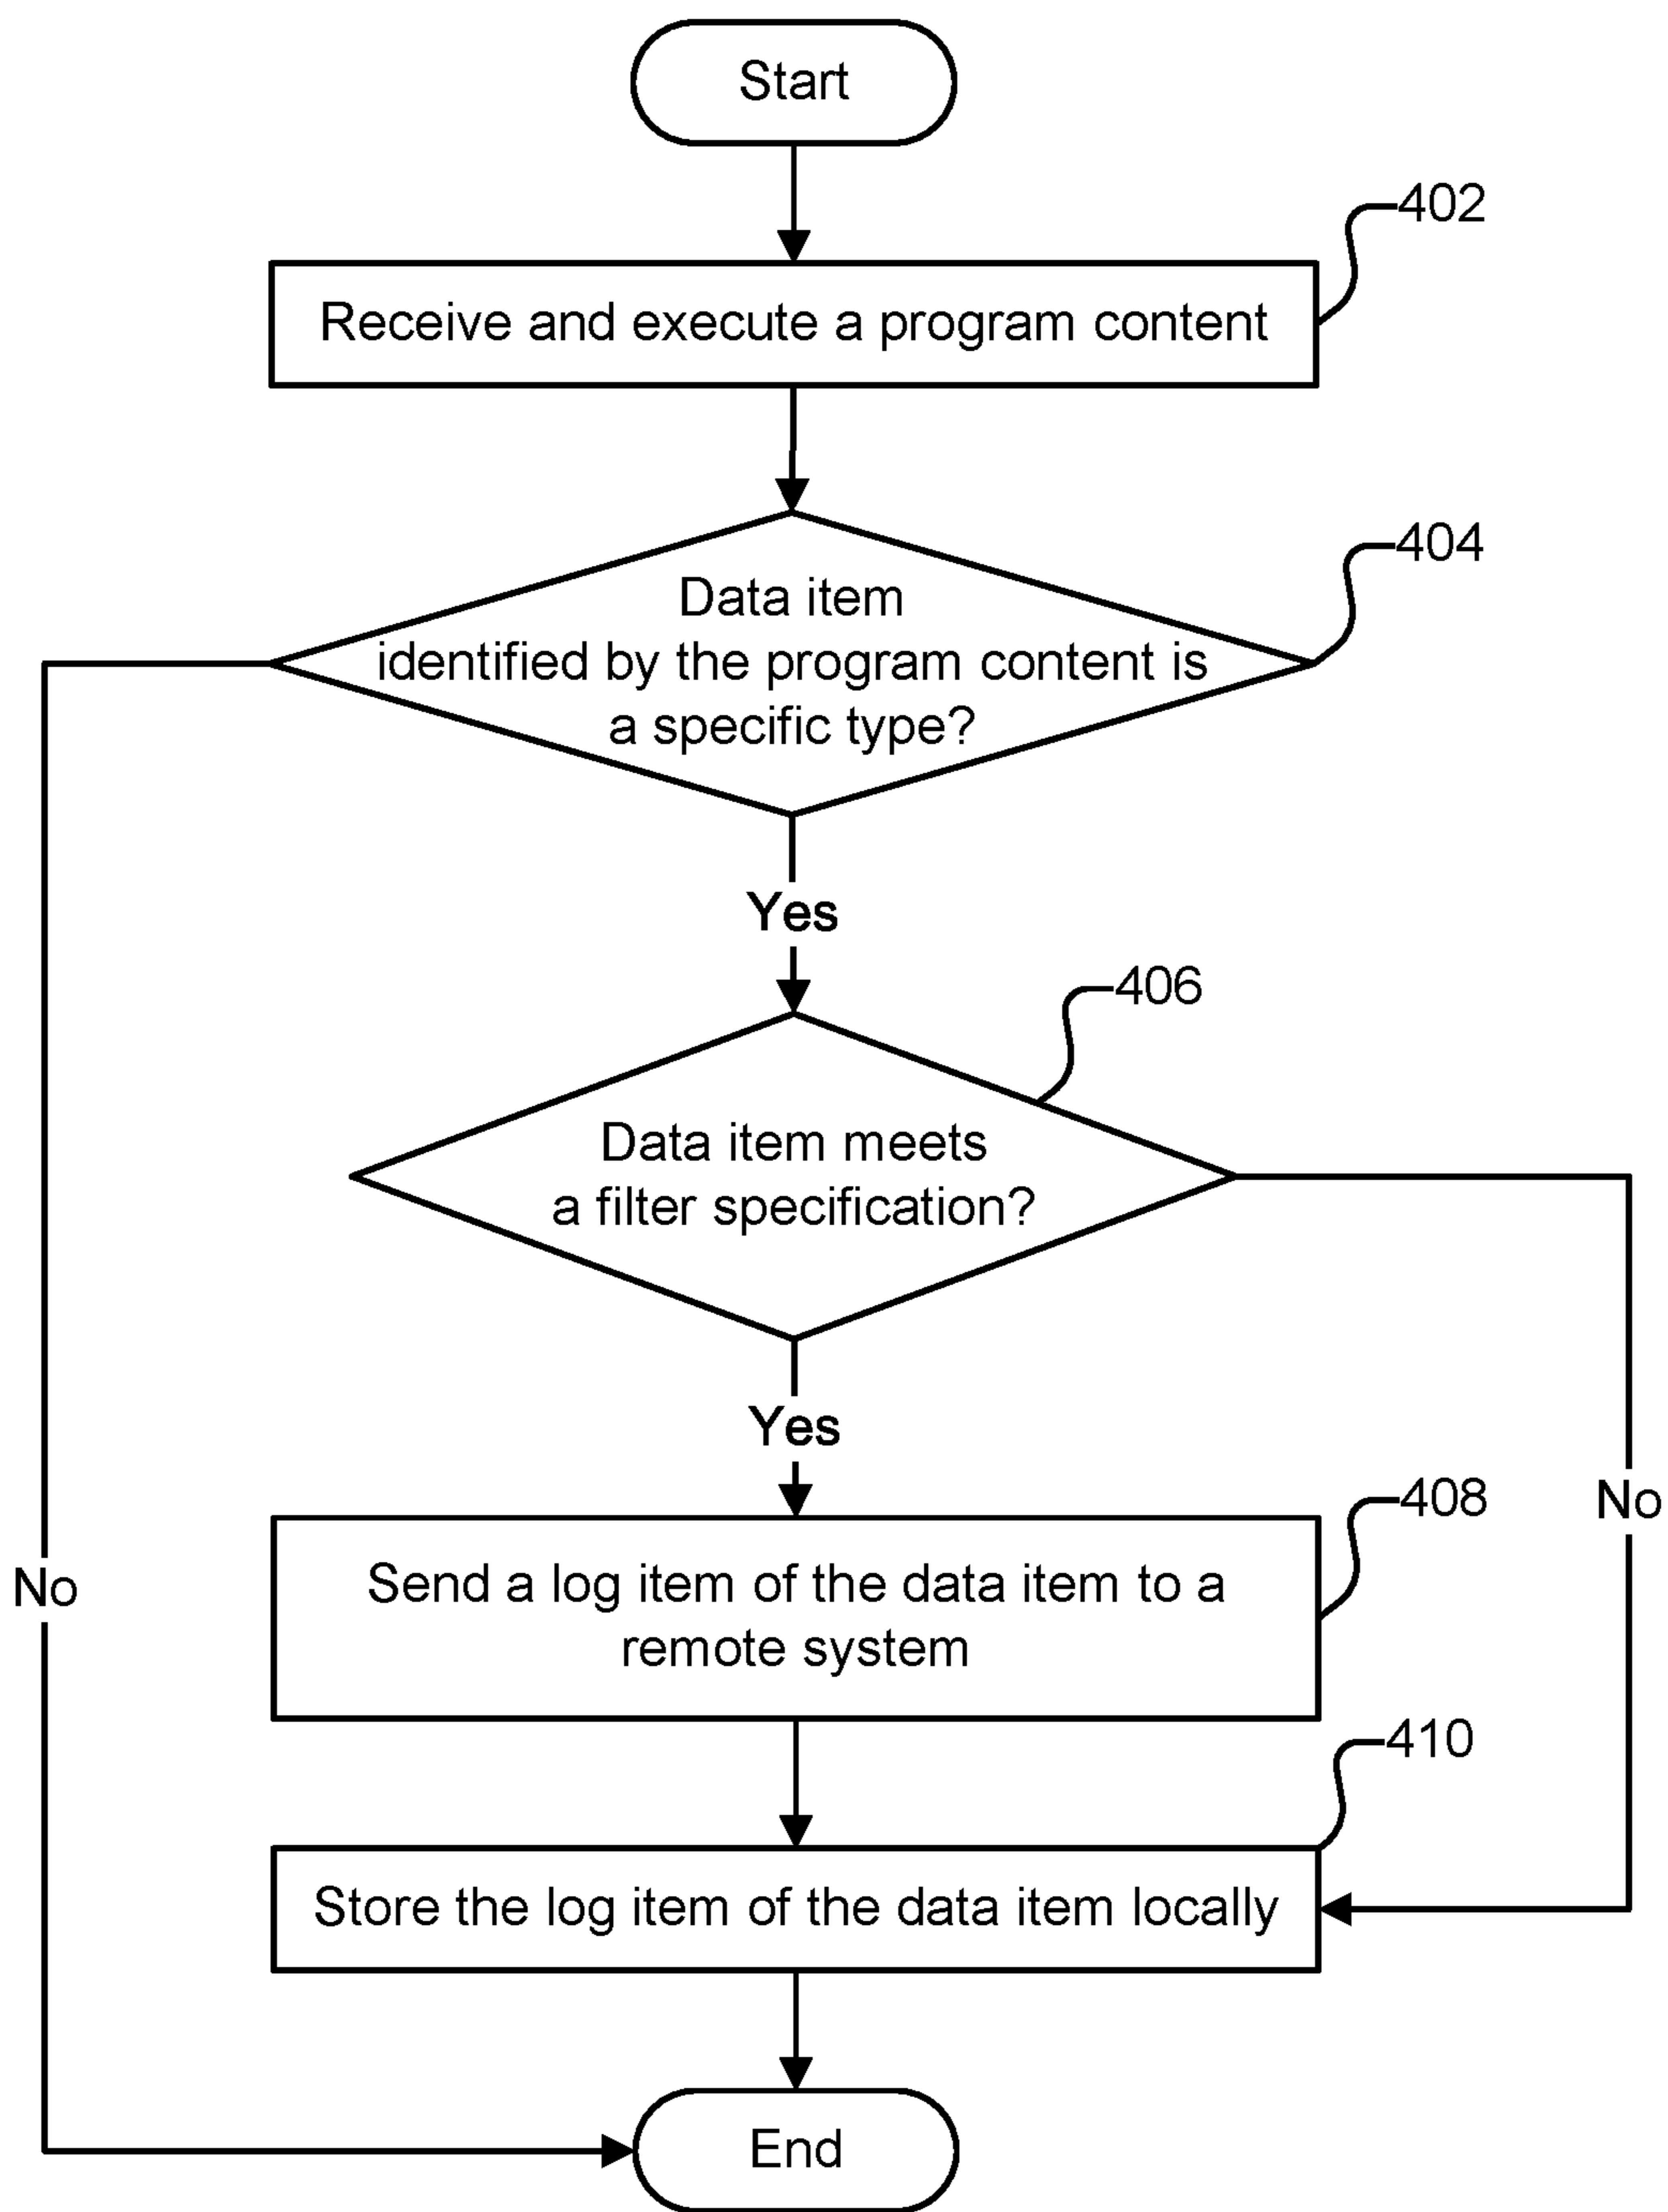 Start
402
Receive and execute a program content
404
Data item
identified by the program content is
a specific type?
Yes
406
Data item meets
a filter specification?
Yes
408
No
Send a log item of the data item to a
No
remote system
410
Store the log item of the data item locally
End